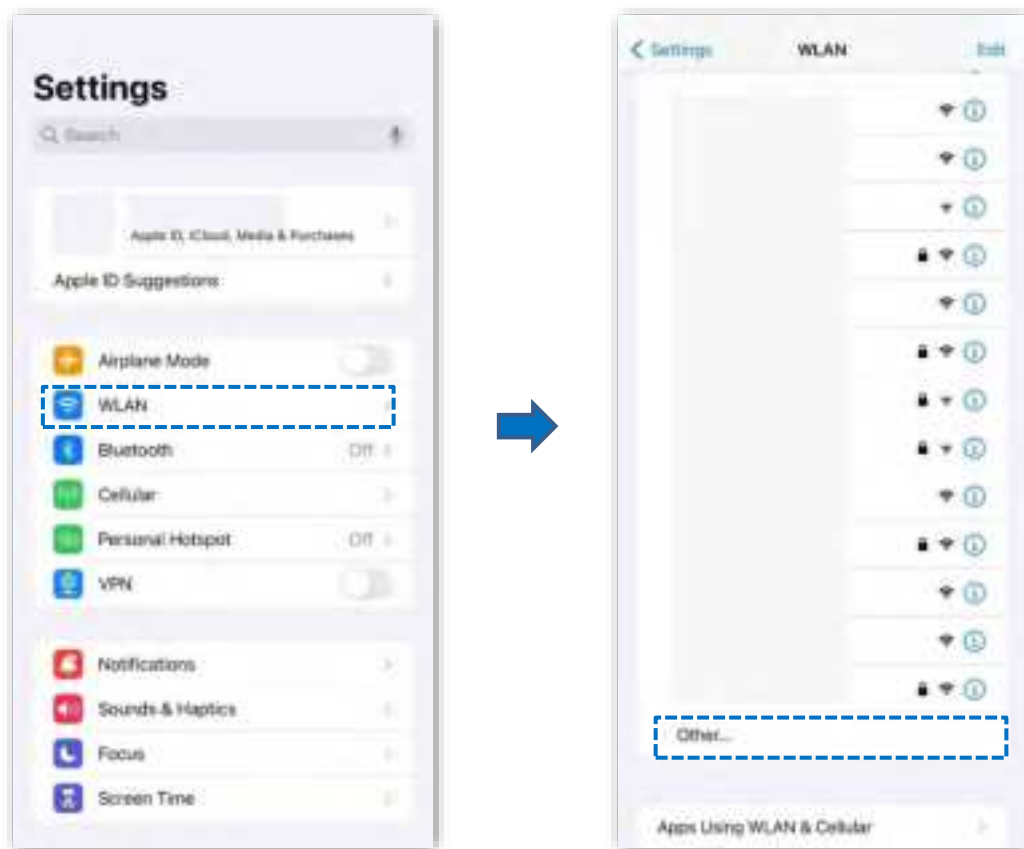 Settings
Search
Apple ID, iCloud, Media & Purchases
Apple ID Suggestions
Airplane Mode
WLAN
Bluetooth Off
Cellular
Personal Hotspot Off
VPN
Notifications
Sounds & Haptics
Focus
Screen Time
Settings WLAN Edit
Other...
Apps Using WLAN & Cellular